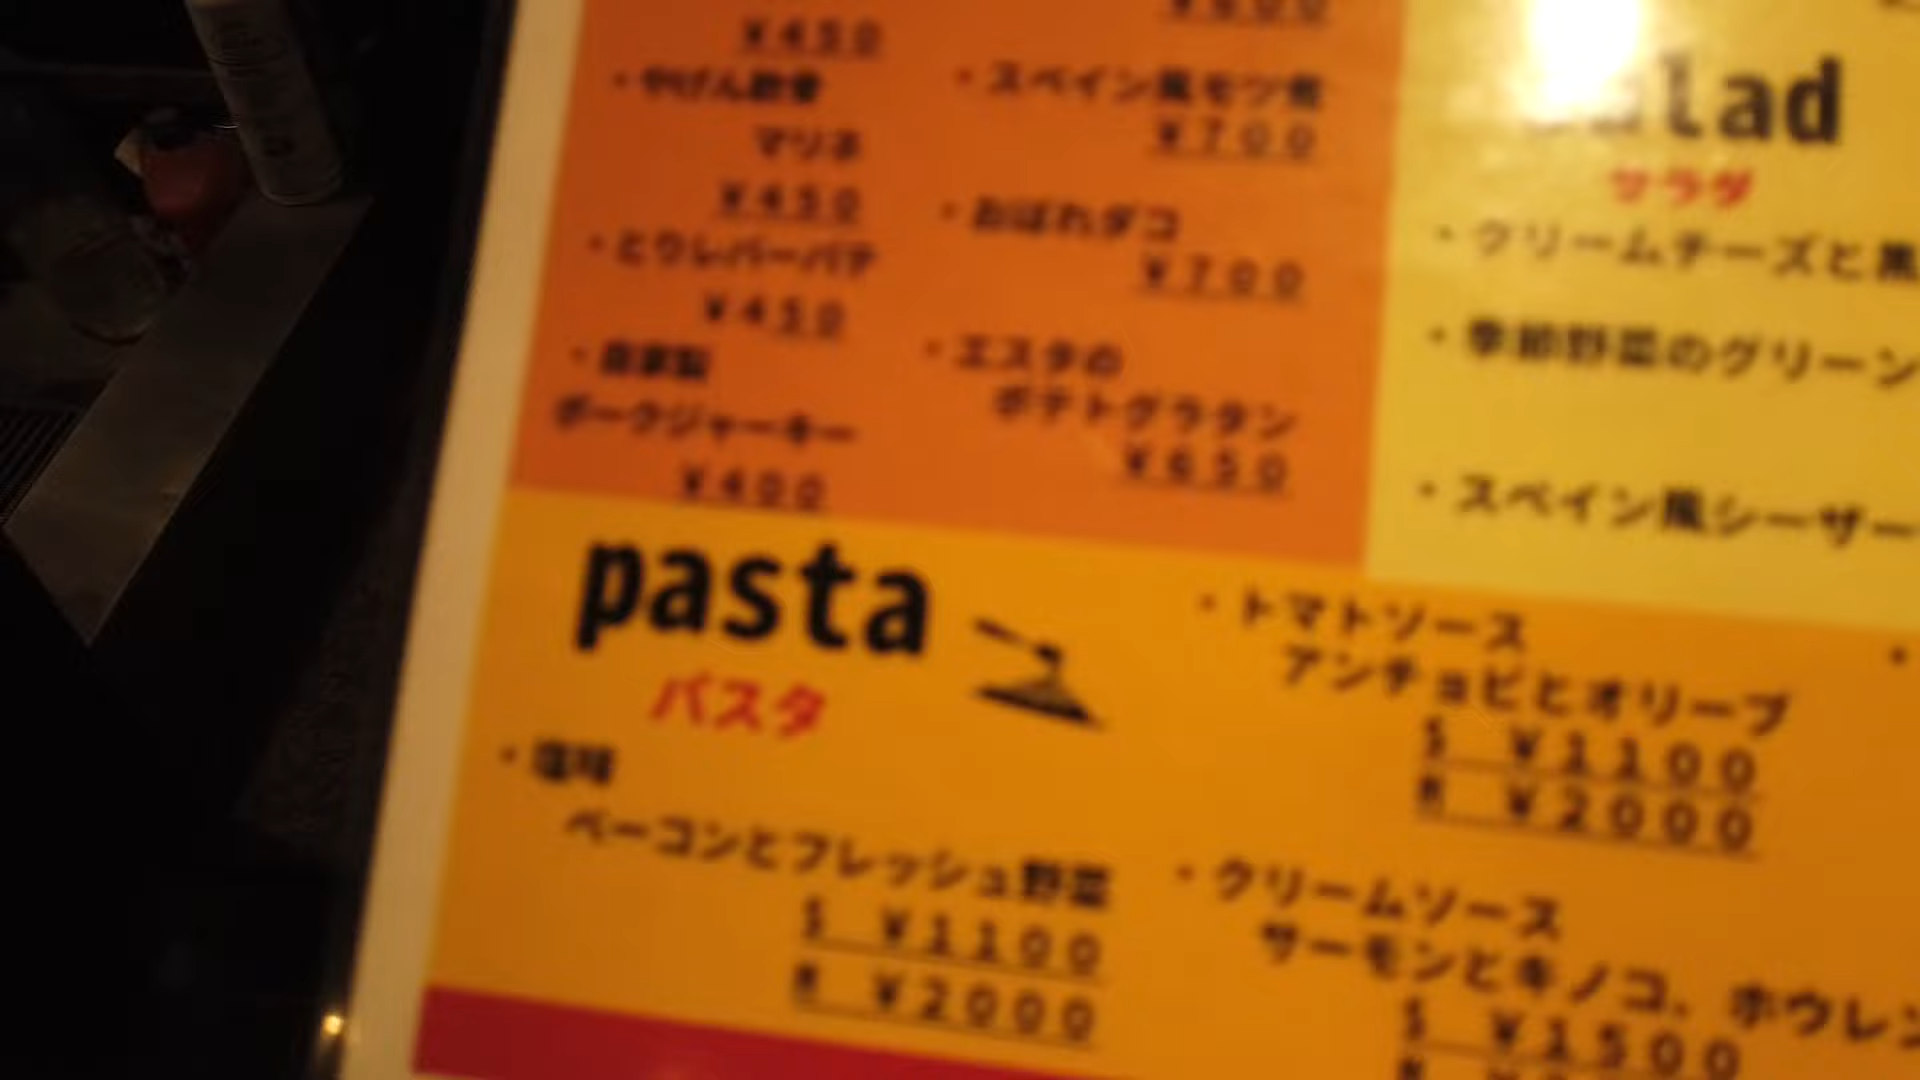 ¥450
・やげん軟骨
マリネ
¥450
・とりレバーパテ
¥450
・自家製
ポークジャーキー
¥400
¥600
・スペイン風モツ煮
¥700
・おぼれダコ
¥700
・エスタの
ポテトグラタン
¥650
salad
サラダ
・クリームチーズと黒
・季節野菜のグリーン
・スペイン風シーザー
pasta
パスタ
・塩味
ベーコンとフレッシュ野菜
S ¥1100
M ¥2000
・トマトソース
アンチョビとオリーブ
S ¥1100
M ¥2000
・クリームソース
サーモンとキノコ、ホウレン
S ¥1500